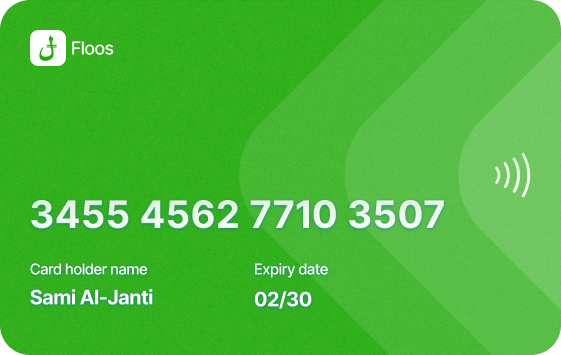 Floos
3455 4562 7710 3507
Card holder name
Sami Al-Janti
Expiry date
02/30